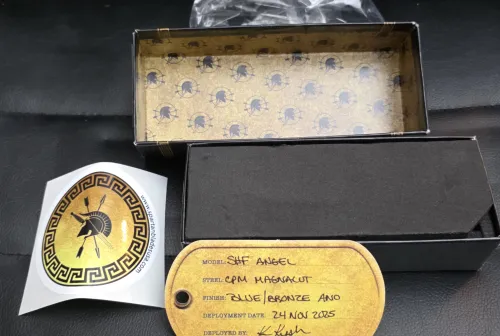 MODEL: SHF ANGEL
STEEL: CPM MAGNACUT
FINISH: BLUE/BRONZE ANO
DEPLOYMENT DATE: 24 NOV 2025
DEPLOYED BY: